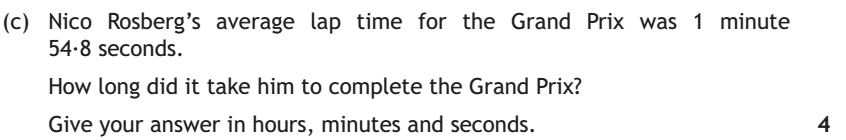 (c) Nico Rosberg’s average lap time for the Grand Prix was 1 minute
54·8 seconds.
How long did it take him to complete the Grand Prix?
Give your answer in hours, minutes and seconds. 4